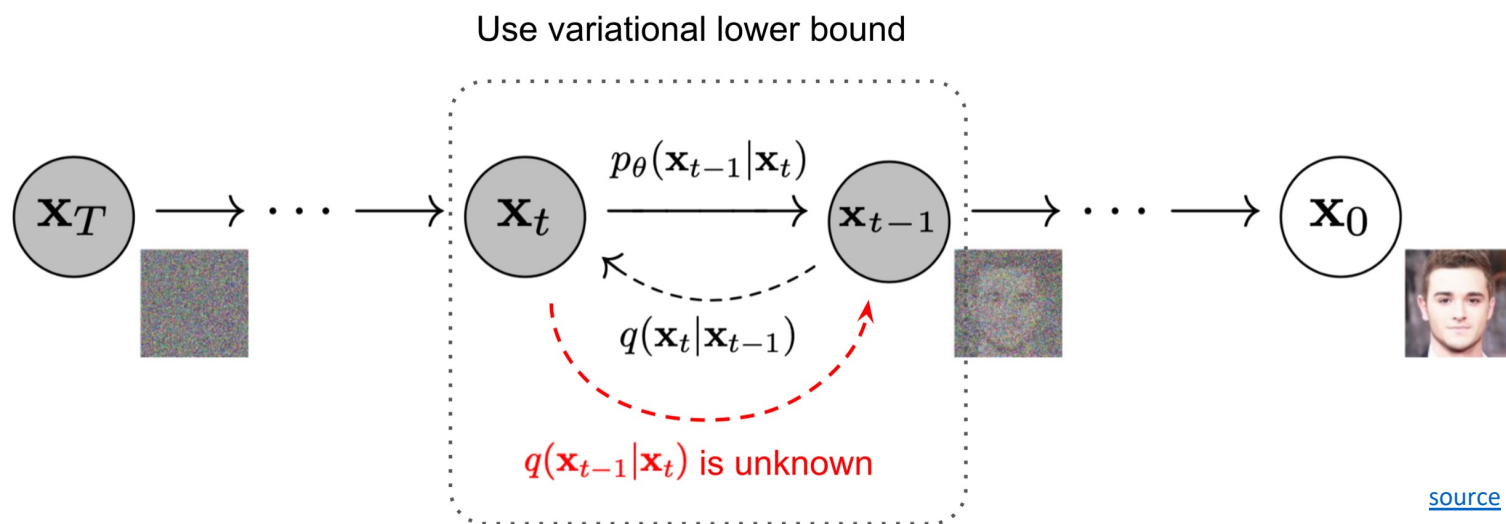 Use variational lower bound
p_θ(x_{t−1}|x_t)
x_T → ··· → x_t → x_{t−1} → ··· → x_0
q(x_t|x_{t−1})
q(x_{t−1}|x_t) is unknown
source